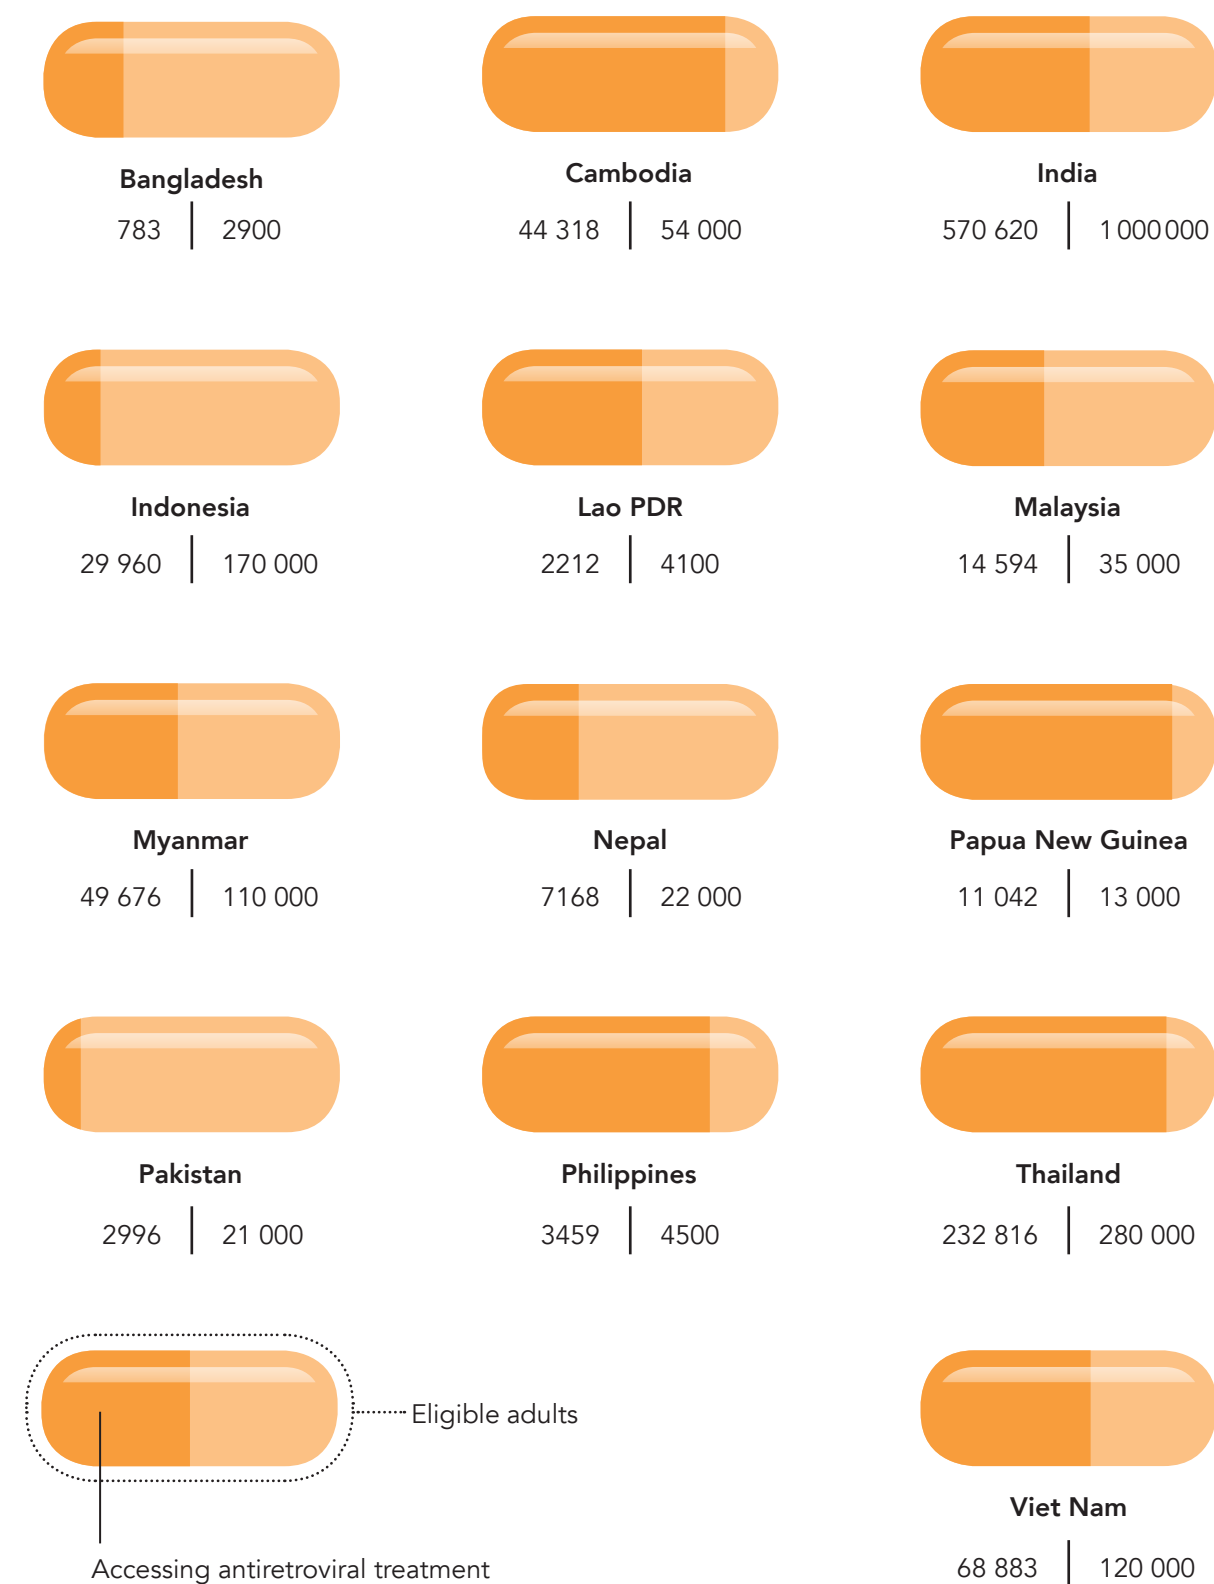 Bangladesh
783 | 2900
Cambodia
44 318 | 54 000
India
570 620 | 1 000 000
Indonesia
29 960 | 170 000
Lao PDR
2212 | 4100
Malaysia
14 594 | 35 000
Myanmar
49 676 | 110 000
Nepal
7168 | 22 000
Papua New Guinea
11 042 | 13 000
Pakistan
2996 | 21 000
Philippines
3459 | 4500
Thailand
232 816 | 280 000
Eligible adults
Accessing antiretroviral treatment
Viet Nam
68 883 | 120 000